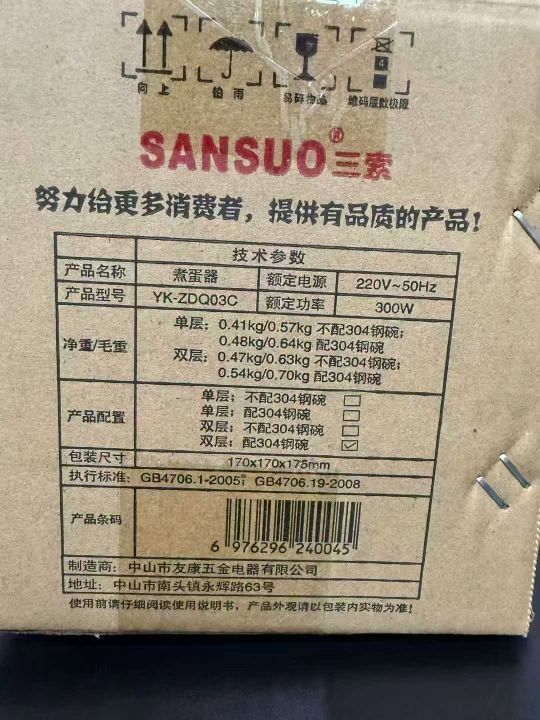 4
向上 怕雨 易碎物品 堆码层数极限
SANSUO®三索
努力给更多消费者，提供有品质的产品！
技术参数
产品名称 煮蛋器 额定电源 220V~50Hz
产品型号 YK-ZDQ03C 额定功率 300W
净重/毛重 单层：0.41kg/0.57kg 不配304钢碗；
0.48kg/0.64kg 配304钢碗
双层：0.47kg/0.63kg 不配304钢碗；
0.54kg/0.70kg 配304钢碗
产品配置 单层：不配304钢碗 □
单层：配304钢碗 □
双层：不配304钢碗 □
双层：配304钢碗 ☑
包装尺寸 170x170x175mm
执行标准：GB4706.1-2005；GB4706.19-2008
产品条码 6 976296 240045
制造商：中山市友康五金电器有限公司
地址：中山市南头镇永辉路63号
使用前请仔细阅读使用说明书，产品外观请以包装内实物为准！